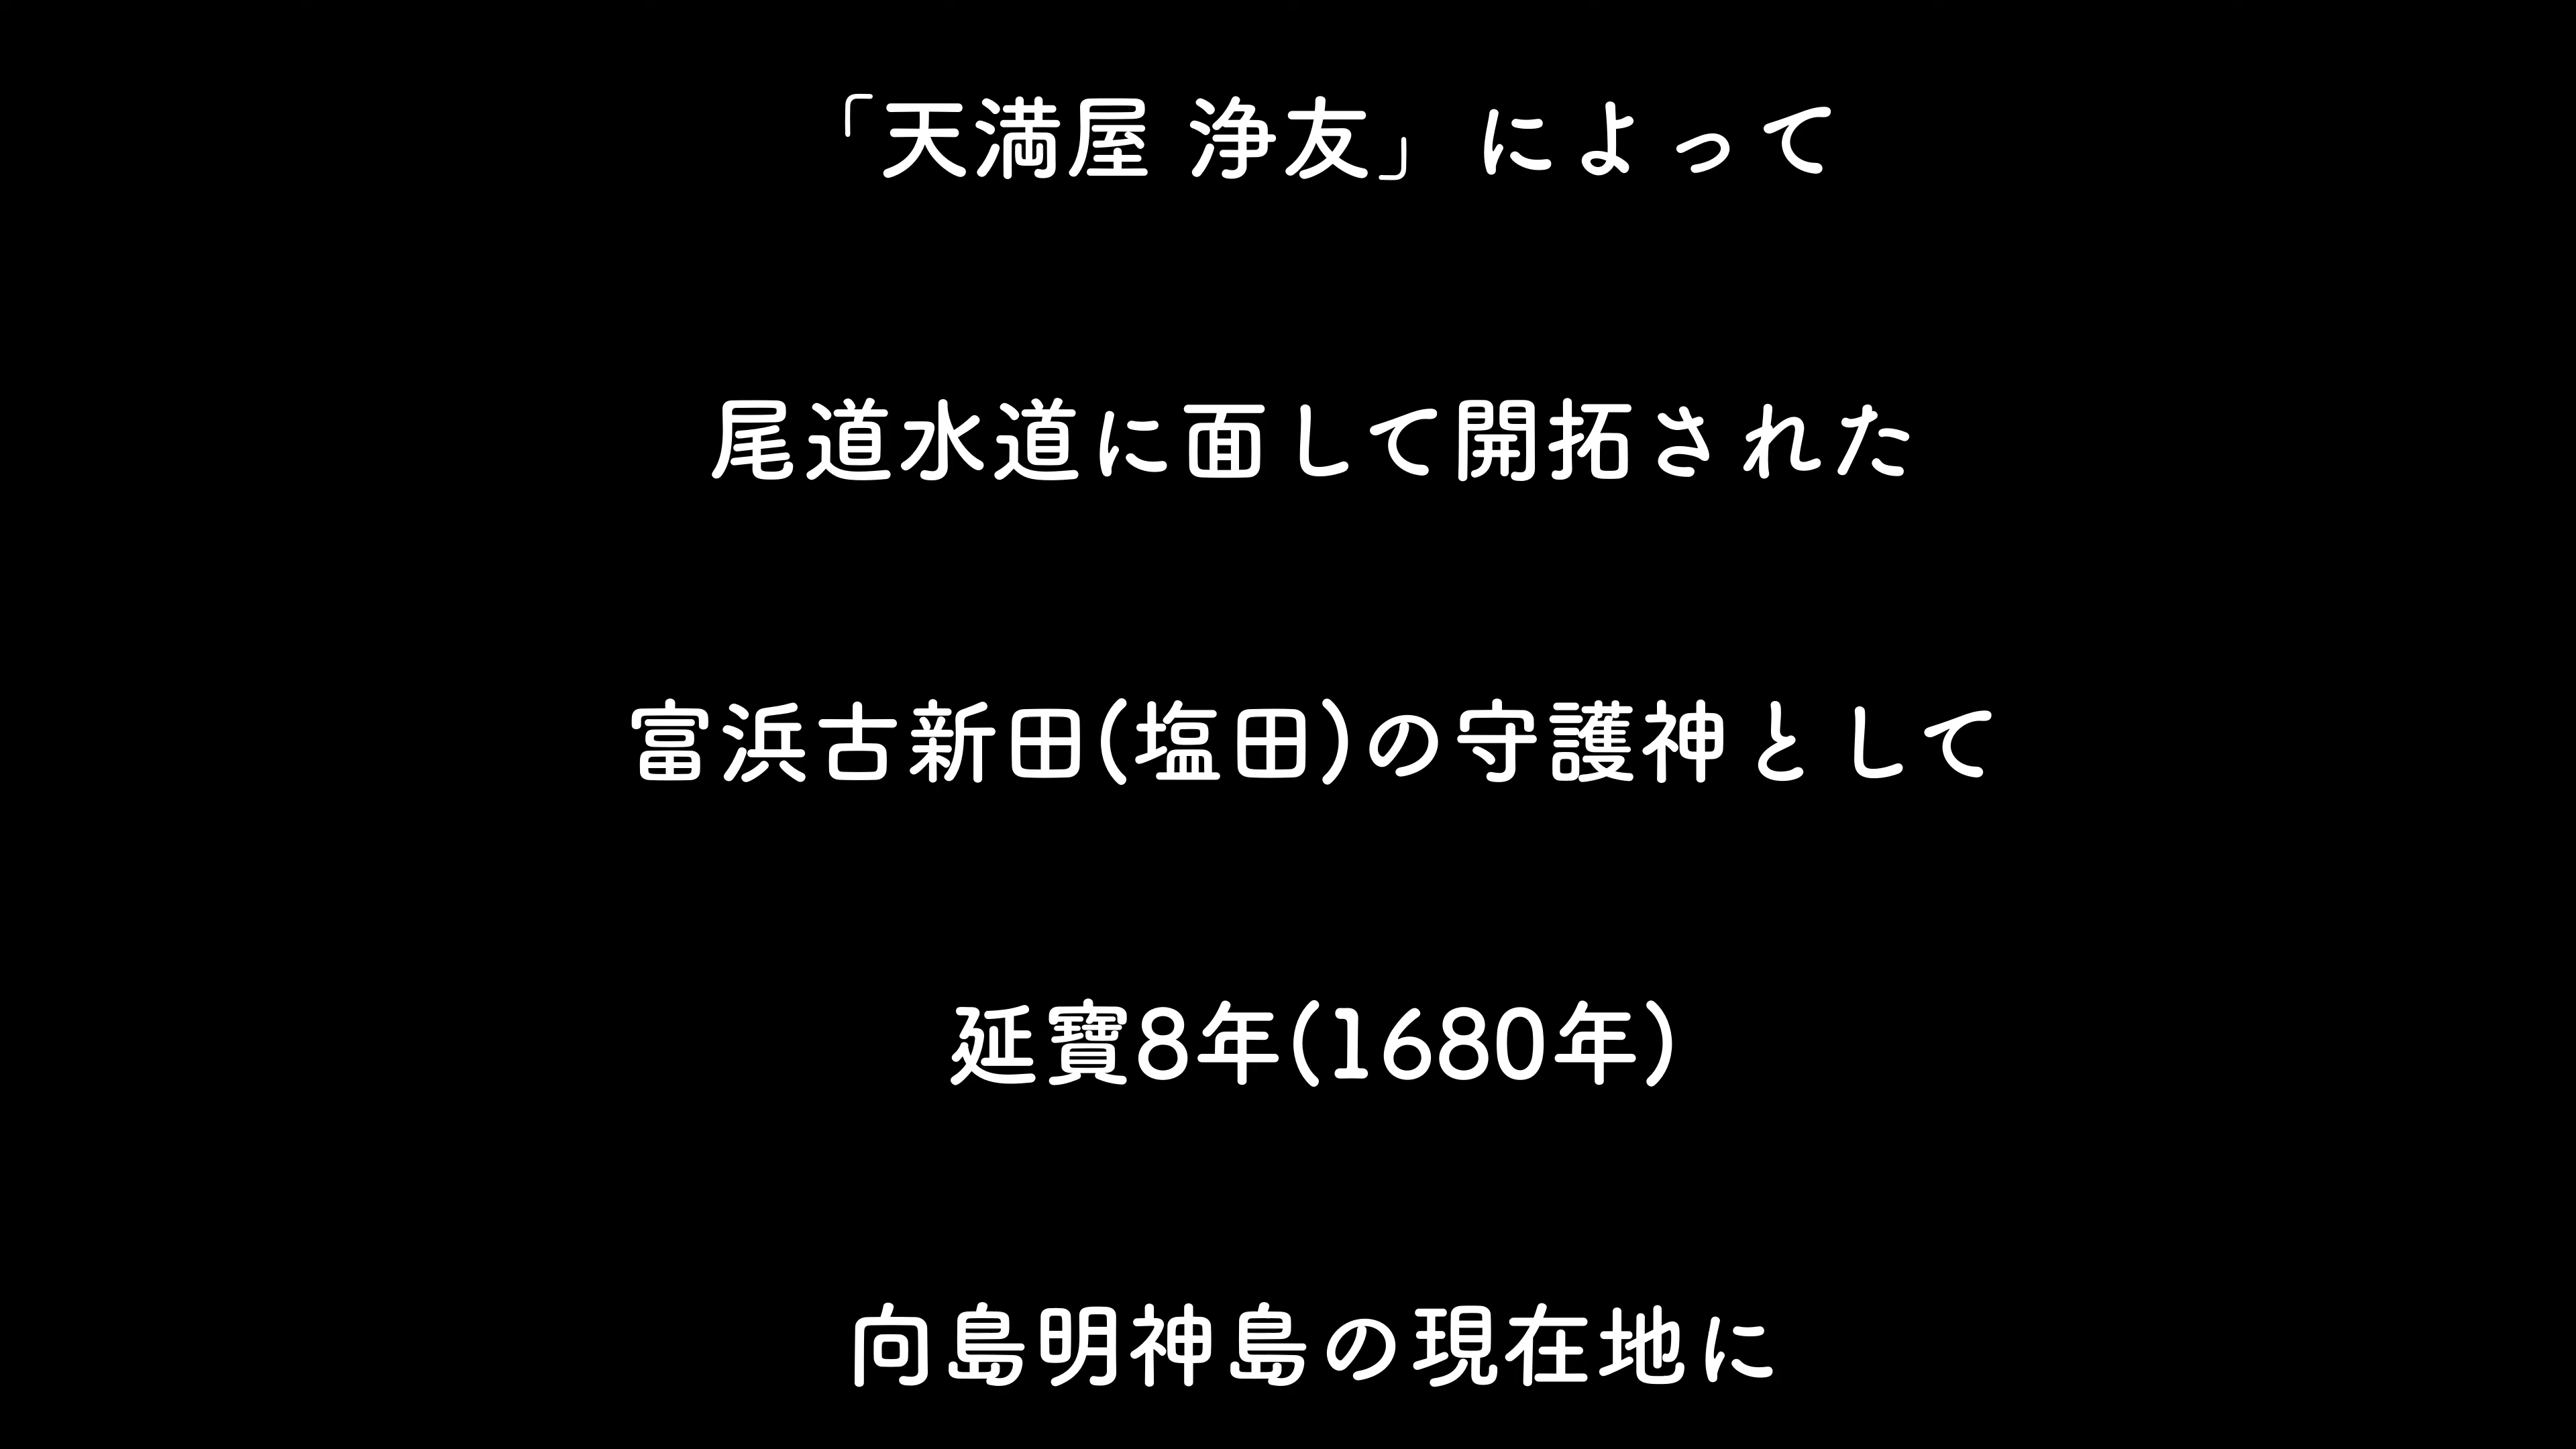 「天満屋 浄友」によって
尾道水道に面して開拓された
富浜古新田(塩田)の守護神として
延寶8年(1680年)
向島明神島の現在地に